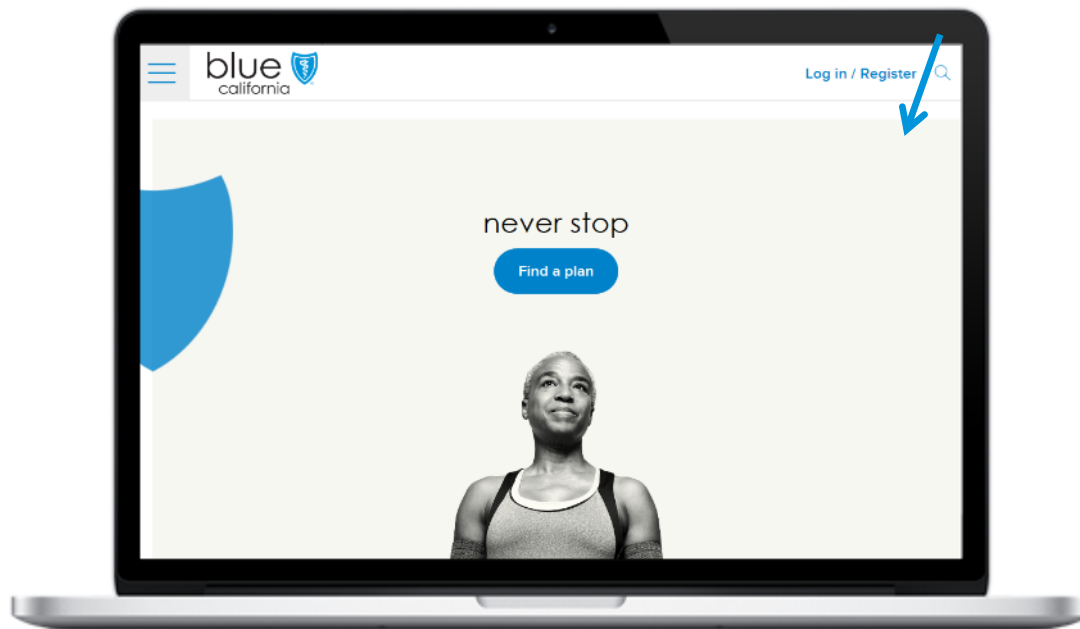 blue
california
Log in / Register
never stop
Find a plan